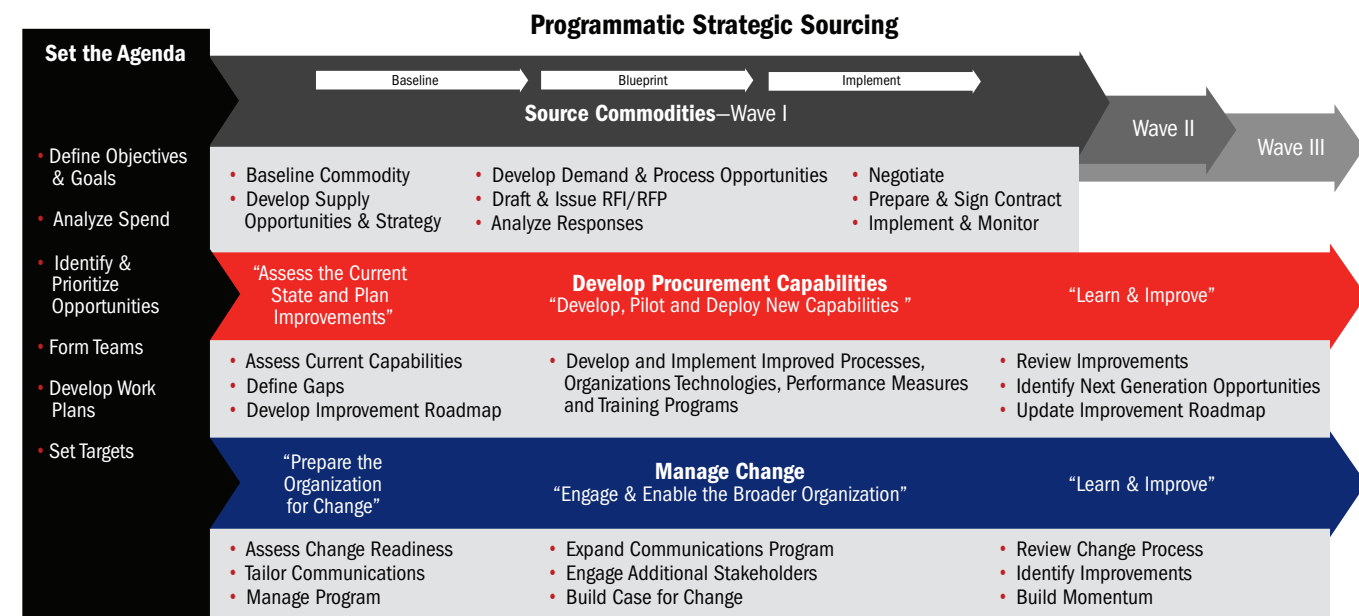 Programmatic Strategic Sourcing
Set the Agenda
• Define Objectives
& Goals
• Analyze Spend
• Identify &
Prioritize
Opportunities
• Form Teams
• Develop Work
Plans
• Set Targets
Baseline
Blueprint
Implement
Source Commodities—Wave I
Wave II
Wave III
• Baseline Commodity
• Develop Supply
Opportunities & Strategy
• Develop Demand & Process Opportunities
• Draft & Issue RFI/RFP
• Analyze Responses
• Negotiate
• Prepare & Sign Contract
• Implement & Monitor
“Assess the Current
State and Plan
Improvements”
Develop Procurement Capabilities
“Develop, Pilot and Deploy New Capabilities ”
“Learn & Improve”
• Assess Current Capabilities
• Define Gaps
• Develop Improvement Roadmap
• Develop and Implement Improved Processes,
Organizations Technologies, Performance Measures
and Training Programs
• Review Improvements
• Identify Next Generation Opportunities
• Update Improvement Roadmap
“Prepare the
Organization
for Change”
Manage Change
“Engage & Enable the Broader Organization”
“Learn & Improve”
• Assess Change Readiness
• Tailor Communications
• Manage Program
• Expand Communications Program
• Engage Additional Stakeholders
• Build Case for Change
• Review Change Process
• Identify Improvements
• Build Momentum